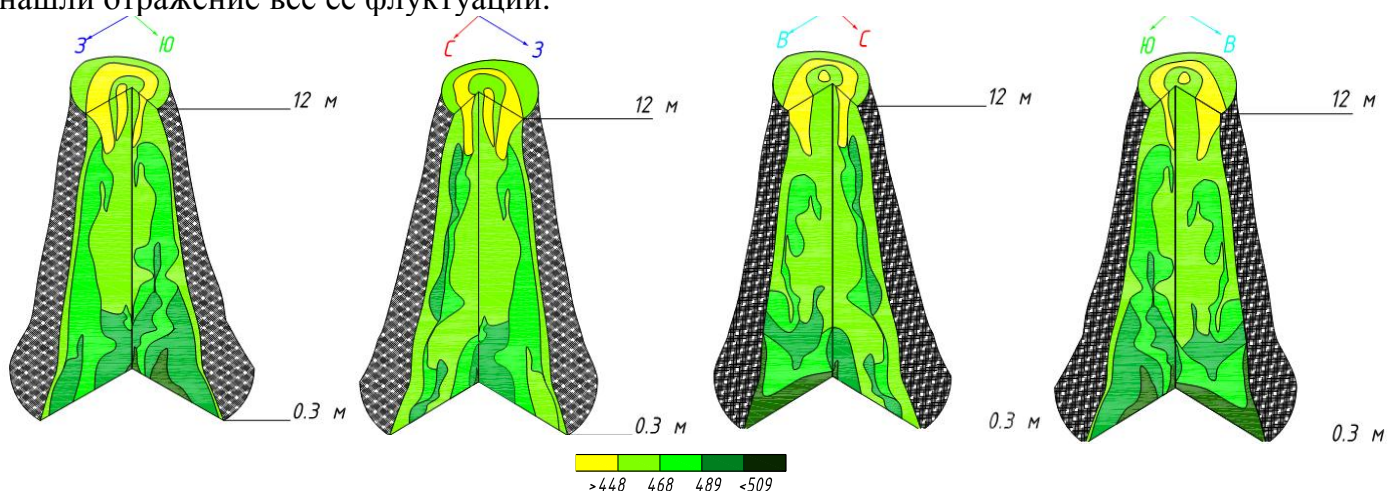 нашли отражение все её флуктуации.
З Ю С З В С Ю В
12 м 12 м 12 м 12 м
0.3 м 0.3 м 0.3 м 0.3 м
>448 468 489 <509